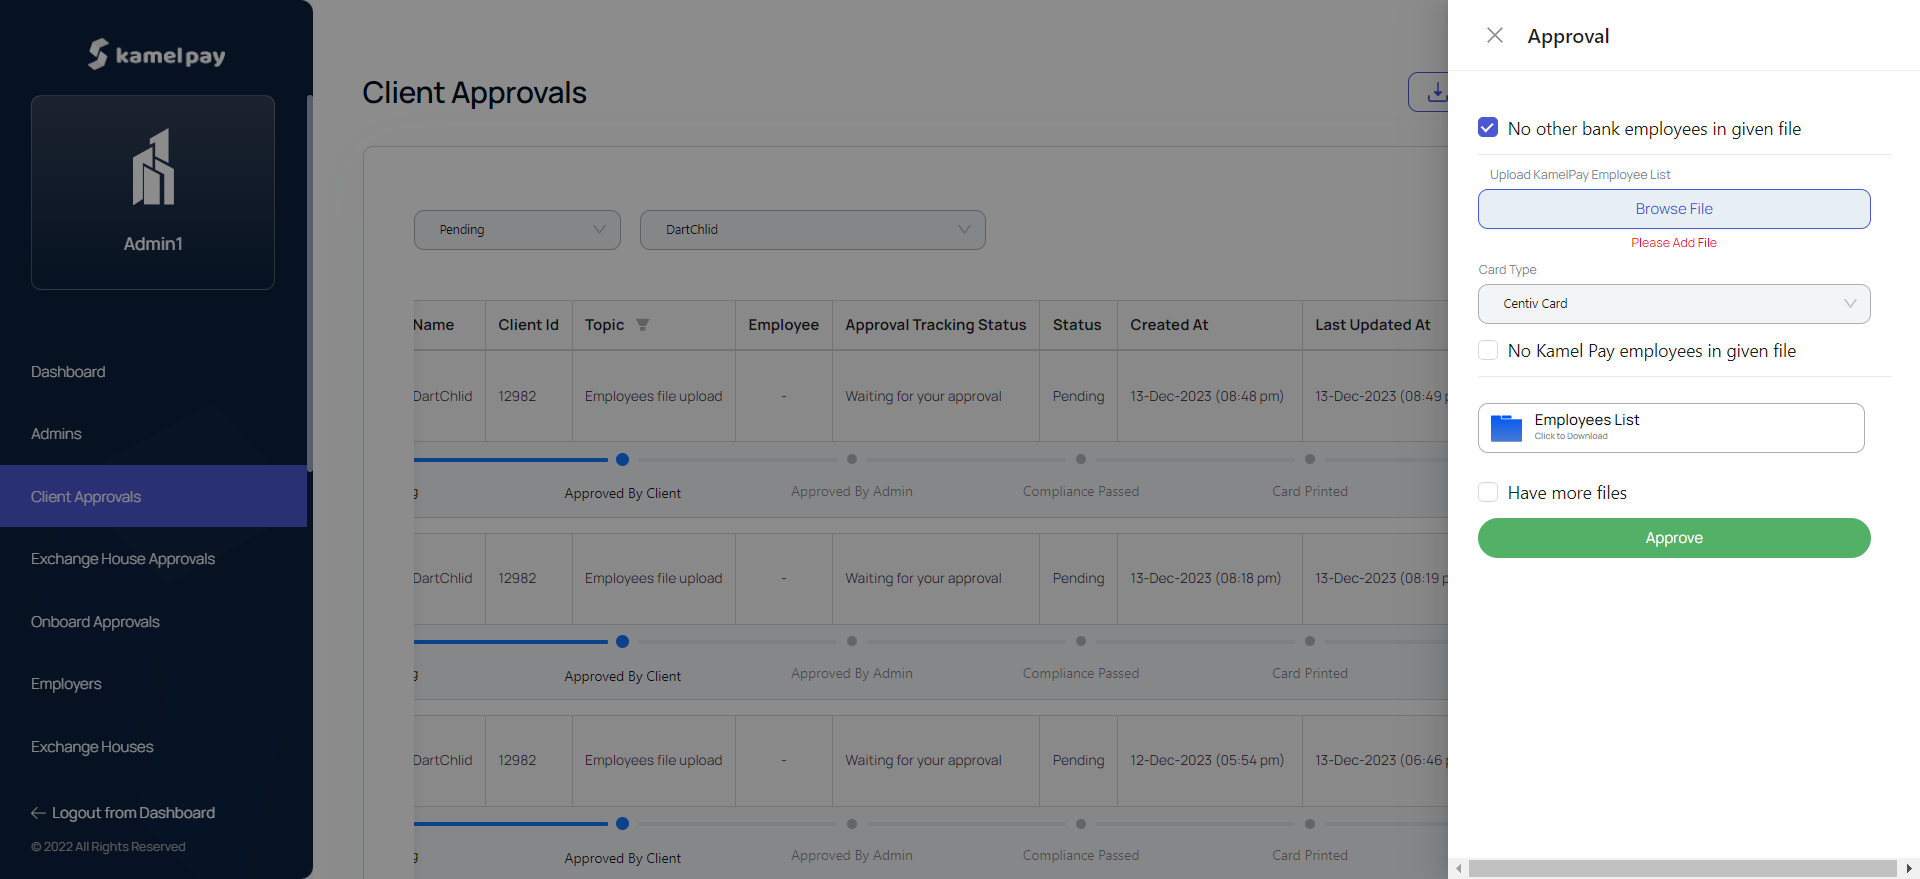 kamelpay
Admin1
Dashboard
Admins
Client Approvals
Exchange House Approvals
Onboard Approvals
Employers
Exchange Houses
Logout from Dashboard
© 2022 All Rights Reserved
Client Approvals
Pending
DartChlid
Name Client Id Topic Employee Approval Tracking Status Status Created At Last Updated At
DartChlid 12982 Employees file upload - Waiting for your approval Pending 13-Dec-2023 (08:48 pm) 13-Dec-2023 (08:49 p
g Approved By Client Approved By Admin Compliance Passed Card Printed
DartChlid 12982 Employees file upload - Waiting for your approval Pending 13-Dec-2023 (08:18 pm) 13-Dec-2023 (08:19 p
g Approved By Client Approved By Admin Compliance Passed Card Printed
DartChlid 12982 Employees file upload - Waiting for your approval Pending 12-Dec-2023 (05:54 pm) 13-Dec-2023 (06:46 p
g Approved By Client Approved By Admin Compliance Passed Card Printed
Approval
No other bank employees in given file
Upload KamelPay Employee List
Browse File
Please Add File
Card Type
Centiv Card
No Kamel Pay employees in given file
Employees List
Click to Download
Have more files
Approve